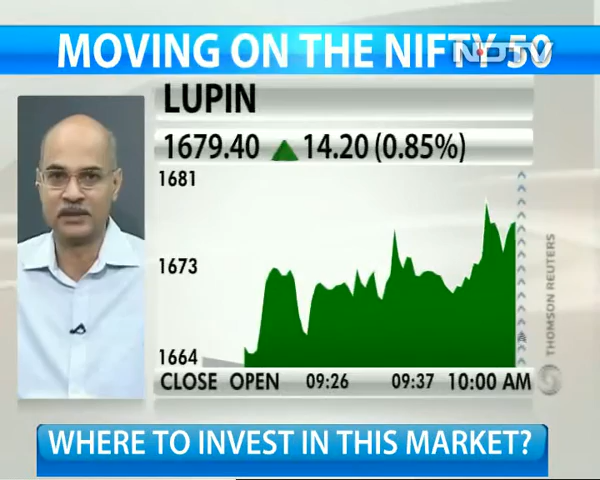 MOVING ON THE NIFTY 50
NDTV
LUPIN
1679.40 ▲ 14.20 (0.85%)
1681
1673
1664
CLOSE OPEN 09:26 09:37 10:00 AM
THOMSON REUTERS
WHERE TO INVEST IN THIS MARKET?